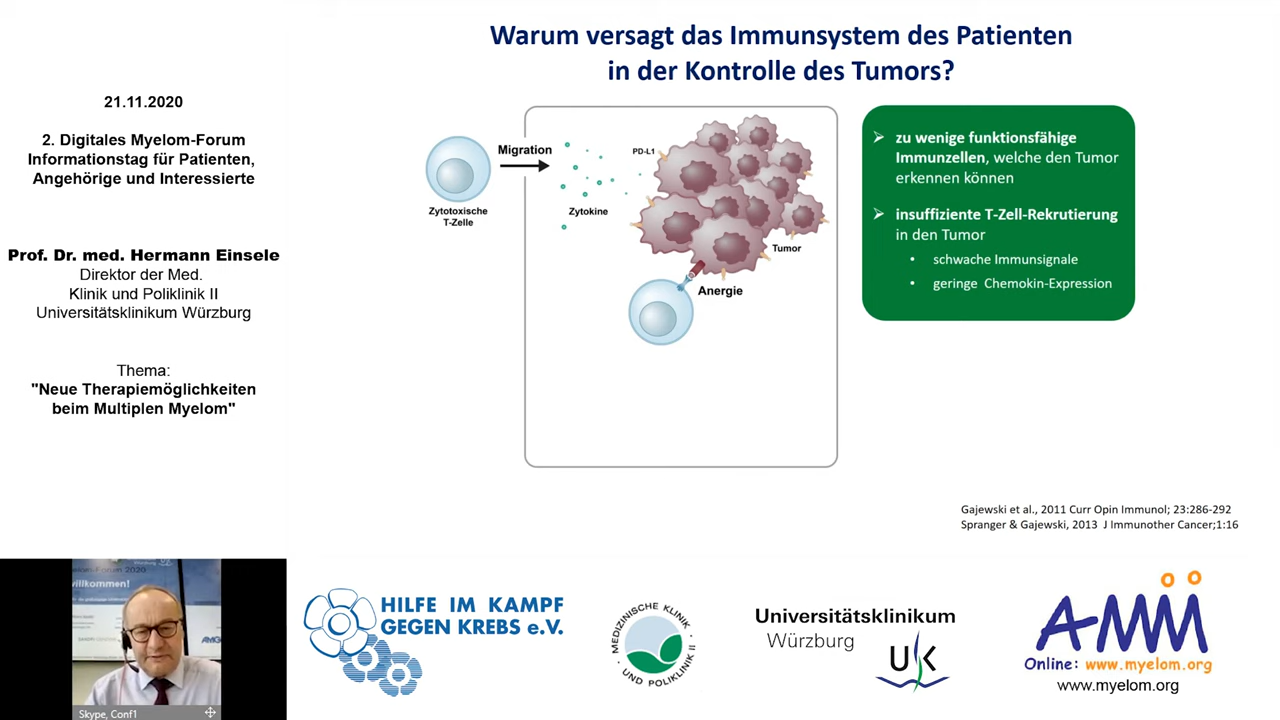 Warum versagt das Immunsystem des Patienten
in der Kontrolle des Tumors?
21.11.2020
2. Digitales Myelom-Forum
Informationstag für Patienten,
Angehörige und Interessierte
Prof. Dr. med. Hermann Einsele
Direktor der Med.
Klinik und Poliklinik II
Universitätsklinikum Würzburg
Thema:
"Neue Therapiemöglichkeiten
beim Multiplen Myelom"
Zytotoxische
T-Zelle
Migration
Zytokine
PD-L1
Tumor
Anergie
➢ zu wenige funktionsfähige
Immunzellen, welche den Tumor
erkennen können
➢ insuffiziente T-Zell-Rekrutierung
in den Tumor
• schwache Immunsignale
• geringe Chemokin-Expression
Gajewski et al., 2011 Curr Opin Immunol; 23:286-292
Spranger & Gajewski, 2013 J Immunother Cancer;1:16
willkommen!
Skype, Conf1
HILFE IM KAMPF
GEGEN KREBS e.V.
MEDIZINISCHE KLINIK
UND POLIKLINIK II
Universitätsklinikum
Würzburg
UK
AMM
Online: www.myelom.org
www.myelom.org